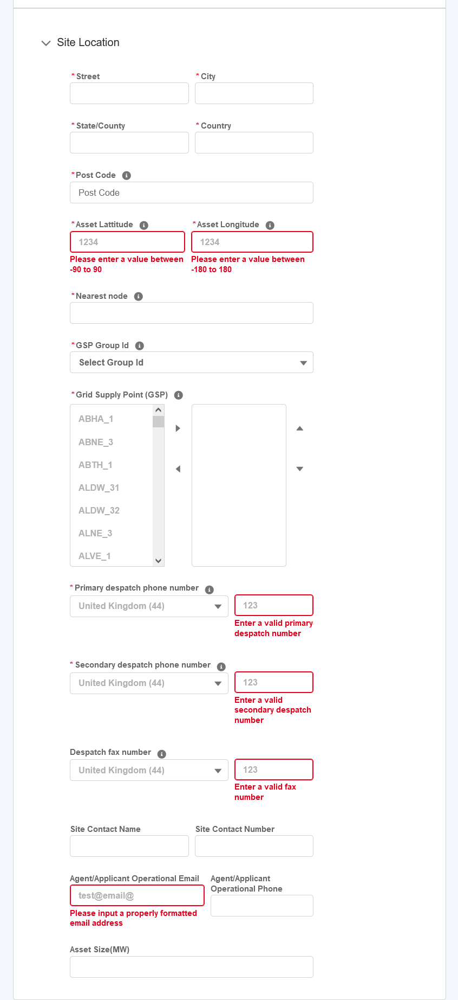 Site Location
* Street * City
* State/County * Country
* Post Code
Post Code
* Asset Lattitude * Asset Longitude
1234 1234
Please enter a value between Please enter a value between
-90 to 90 -180 to 180
* Nearest node
* GSP Group Id
Select Group Id
* Grid Supply Point (GSP)
ABHA_1
ABNE_3
ABTH_1
ALDW_31
ALDW_32
ALNE_3
ALVE_1
* Primary despatch phone number
United Kingdom (44) 123
Enter a valid primary
despatch number
* Secondary despatch phone number
United Kingdom (44) 123
Enter a valid
secondary despatch
number
Despatch fax number
United Kingdom (44) 123
Enter a valid fax
number
Site Contact Name Site Contact Number
Agent/Applicant Operational Email Agent/Applicant
Operational Phone
test@email@
Please input a properly formatted
email address
Asset Size(MW)